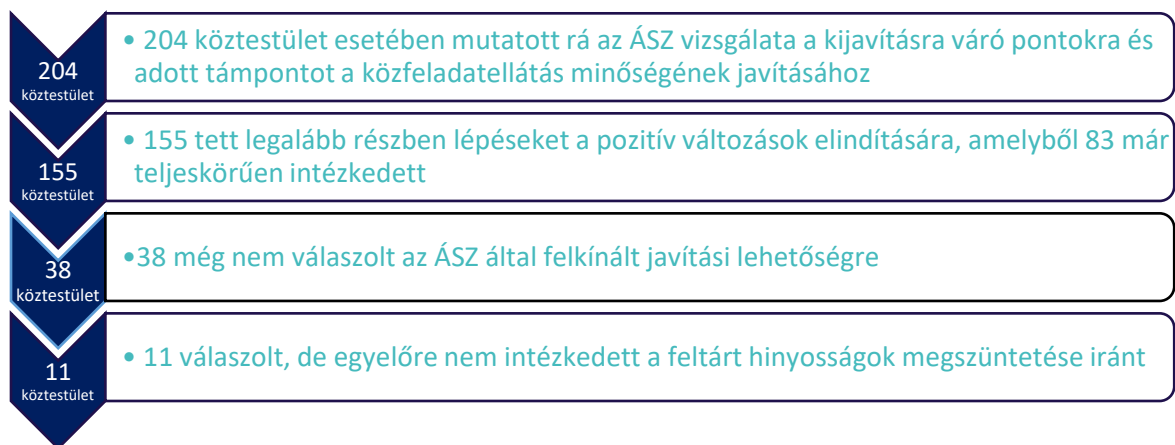 204
köztestület
• 204 köztestület esetében mutatott rá az ÁSZ vizsgálata a kijavításra váró pontokra és
adott támpontot a közfeladatellátás minőségének javításához
155
köztestület
• 155 tett legalább részben lépéseket a pozitív változások elindítására, amelyből 83 már
teljeskörűen intézkedett
38
köztestület
•38 még nem válaszolt az ÁSZ által felkínált javítási lehetőségre
11
köztestület
• 11 válaszolt, de egyelőre nem intézkedett a feltárt hinyosságok megszüntetése iránt